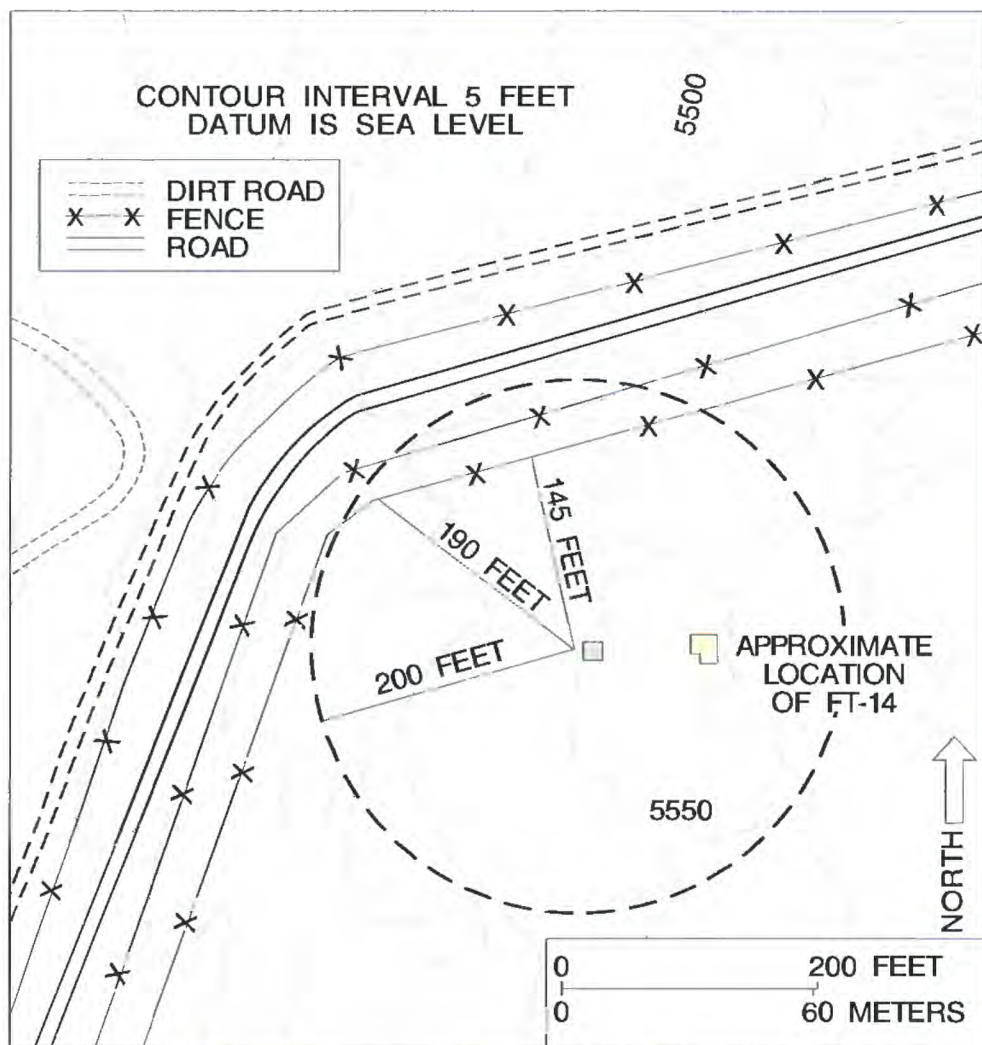 CONTOUR INTERVAL 5 FEET
DATUM IS SEA LEVEL
5500
DIRT ROAD
X X FENCE
ROAD
145 FEET
190 FEET
200 FEET
APPROXIMATE
LOCATION
OF FT-14
5550
NORTH
0 200 FEET
0 60 METERS